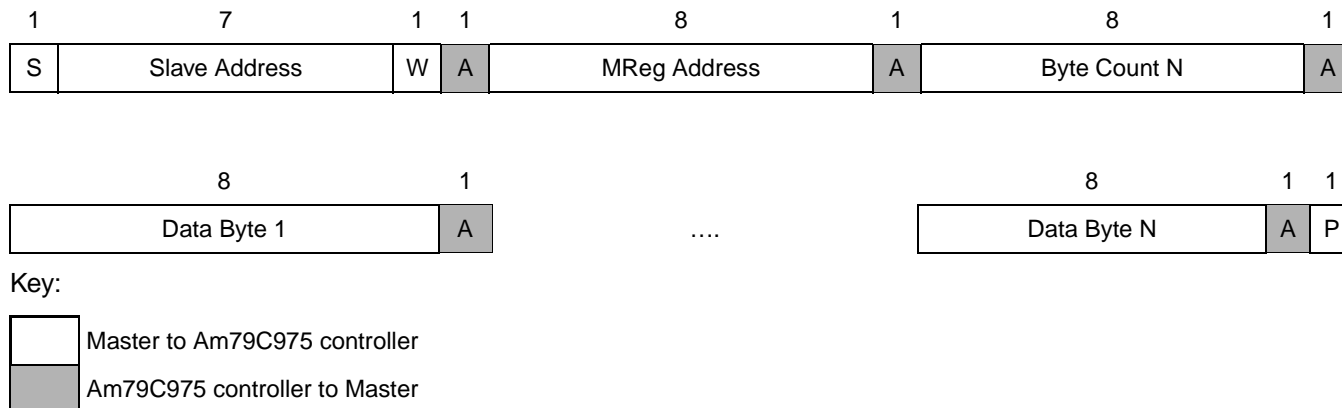 1 7 1 1 8 1 8 1
S Slave Address W A MReg Address A Byte Count N A
8 1 8 1 1
Data Byte 1 A .... Data Byte N A P
Key:
Master to Am79C975 controller
Am79C975 controller to Master